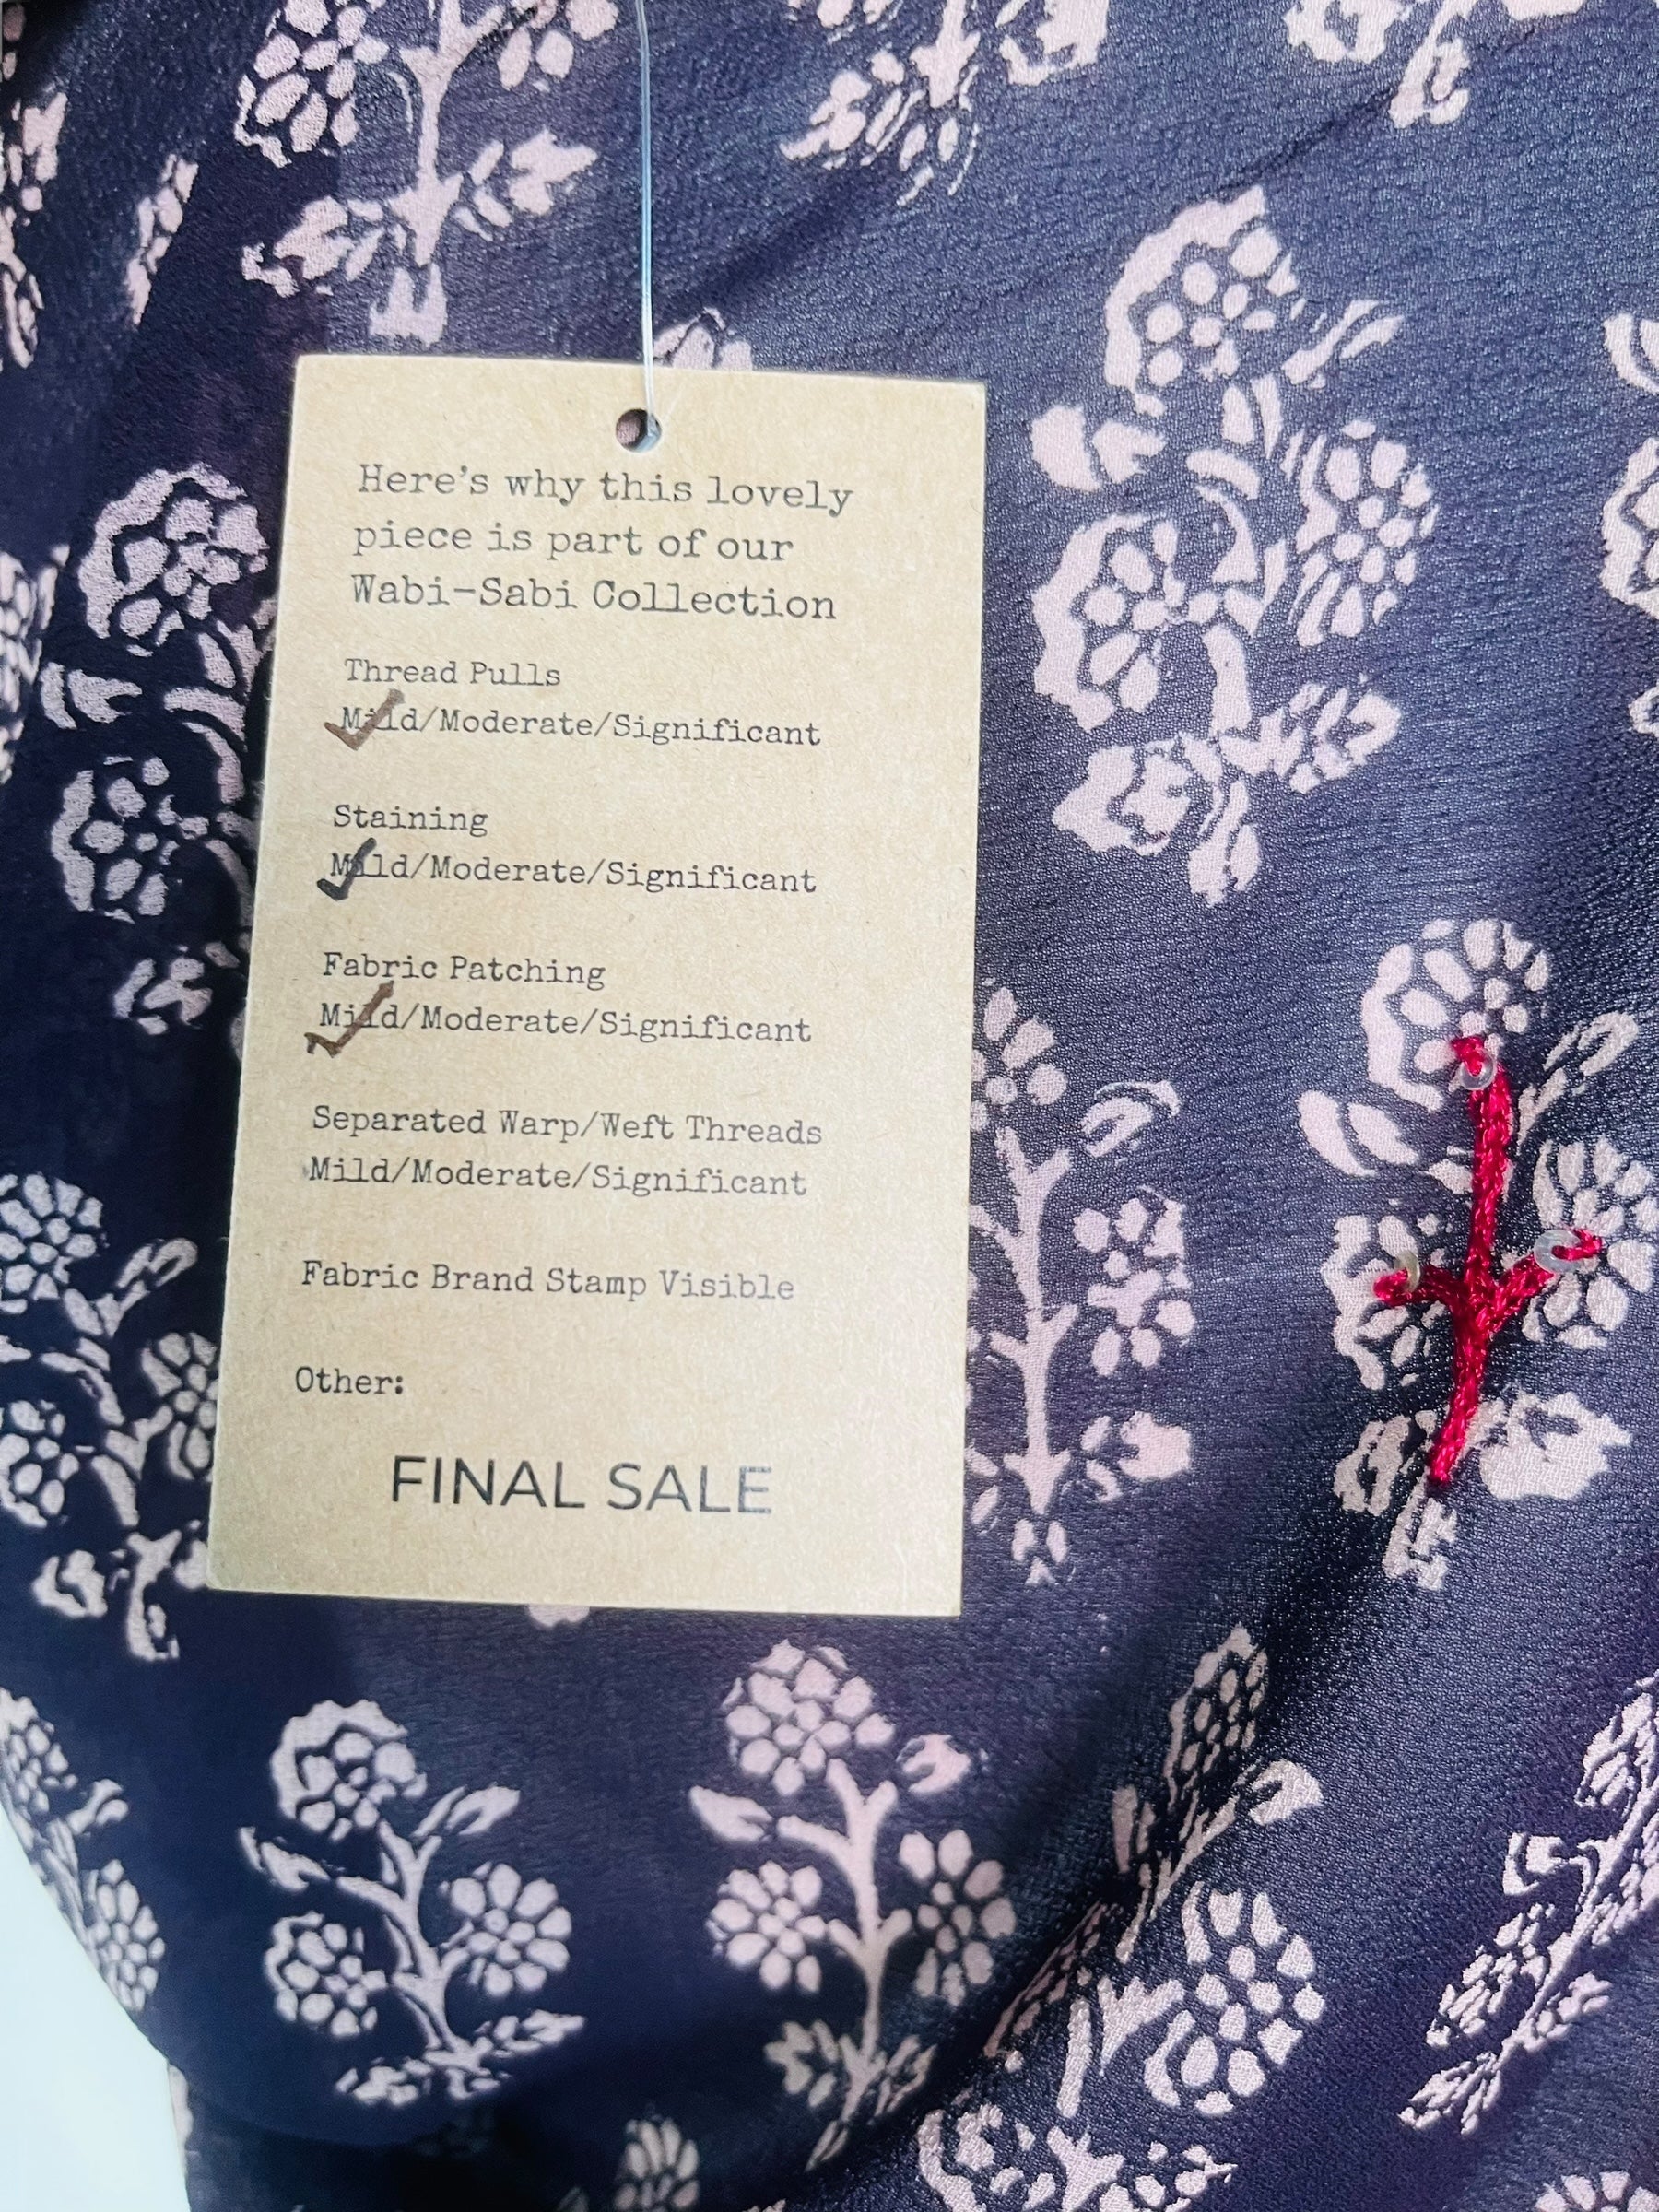 Here's why this lovely
piece is part of our
Wabi-Sabi Collection
Thread Pulls
Mild/Moderate/Significant
Staining
Mild/Moderate/Significant
Fabric Patching
Mild/Moderate/Significant
Separated Warp/Weft Threads
Mild/Moderate/Significant
Fabric Brand Stamp Visible
Other:
FINAL SALE